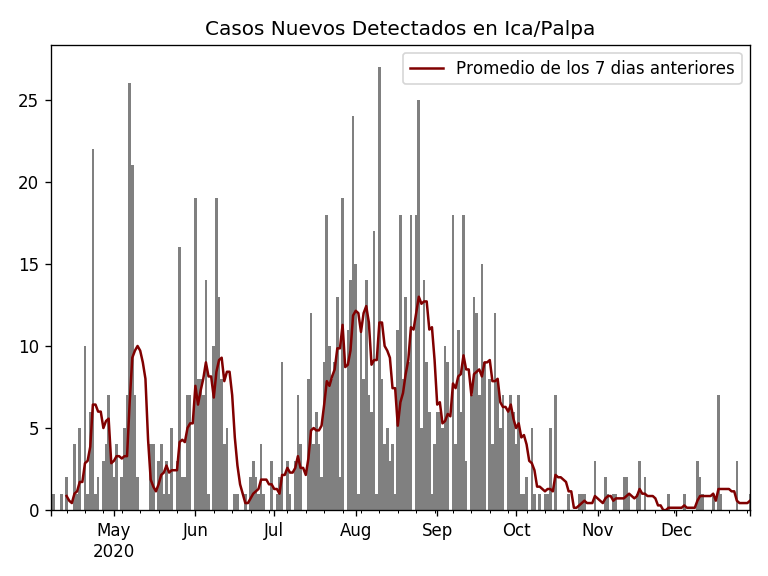 Casos Nuevos Detectados en Ica/Palpa
Promedio de los 7 dias anteriores
25
20
15
10
5
0
May Jun Jul Aug Sep Oct Nov Dec
2020